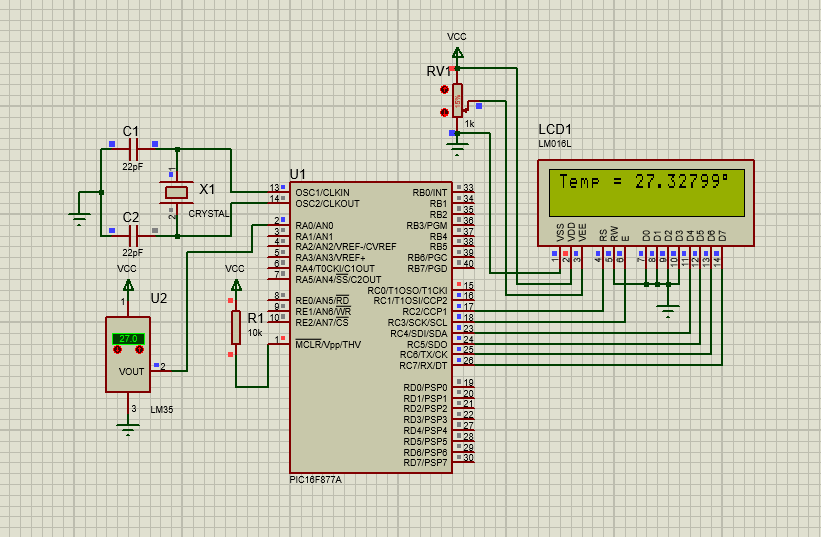 VCC
RV1
15%
1k
C1
22pF
X1
CRYSTAL
1
2
C2
22pF
LCD1
LM016L
Temp = 27.32799°
VSS
VDD
VEE
RS
RW
E
D0
D1
D2
D3
D4
D5
D6
D7
1
2
3
4
5
6
7
8
9
10
11
12
13
14
U1
13 OSC1/CLKIN
14 OSC2/CLKOUT
2 RA0/AN0
3 RA1/AN1
4 RA2/AN2/VREF-/CVREF
5 RA3/AN3/VREF+
6 RA4/T0CKI/C1OUT
7 RA5/AN4/SS/C2OUT
8 RE0/AN5/RD
9 RE1/AN6/WR
10 RE2/AN7/CS
1 MCLR/Vpp/THV
RB0/INT 33
RB1 34
RB2 35
RB3/PGM 36
RB4 37
RB5 38
RB6/PGC 39
RB7/PGD 40
RC0/T1OSO/T1CKI 15
RC1/T1OSI/CCP2 16
RC2/CCP1 17
RC3/SCK/SCL 18
RC4/SDI/SDA 23
RC5/SDO 24
RC6/TX/CK 25
RC7/RX/DT 26
RD0/PSP0 19
RD1/PSP1 20
RD2/PSP2 21
RD3/PSP3 22
RD4/PSP4 27
RD5/PSP5 28
RD6/PSP6 29
RD7/PSP7 30
PIC16F877A
VCC
1
U2
27.0
VOUT
2
3
LM35
VCC
R1
10k